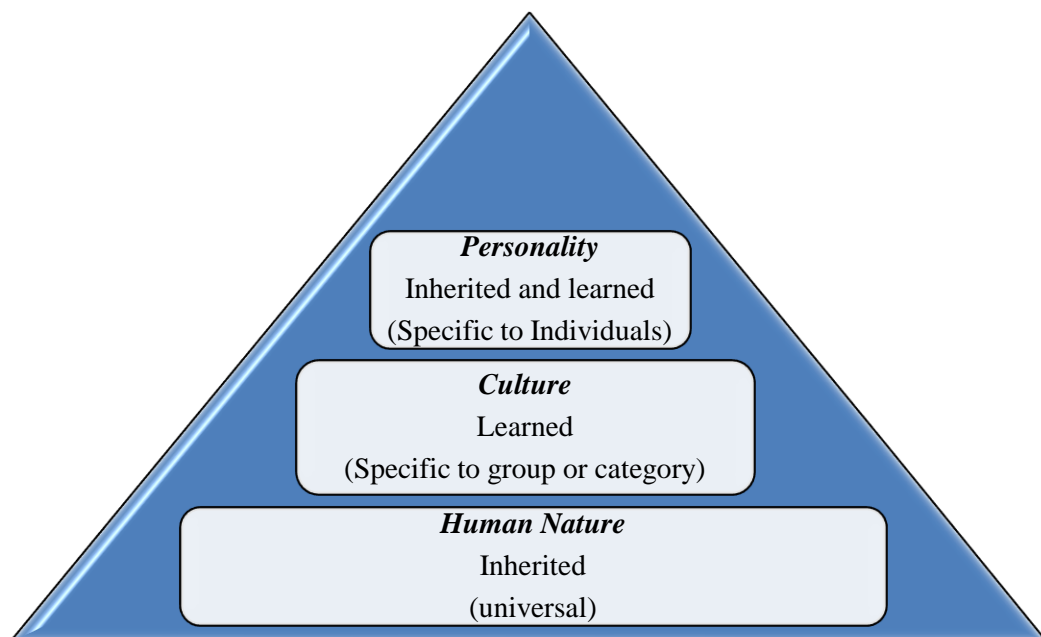 Personality
Inherited and learned
(Specific to Individuals)
Culture
Learned
(Specific to group or category)
Human Nature
Inherited
(universal)